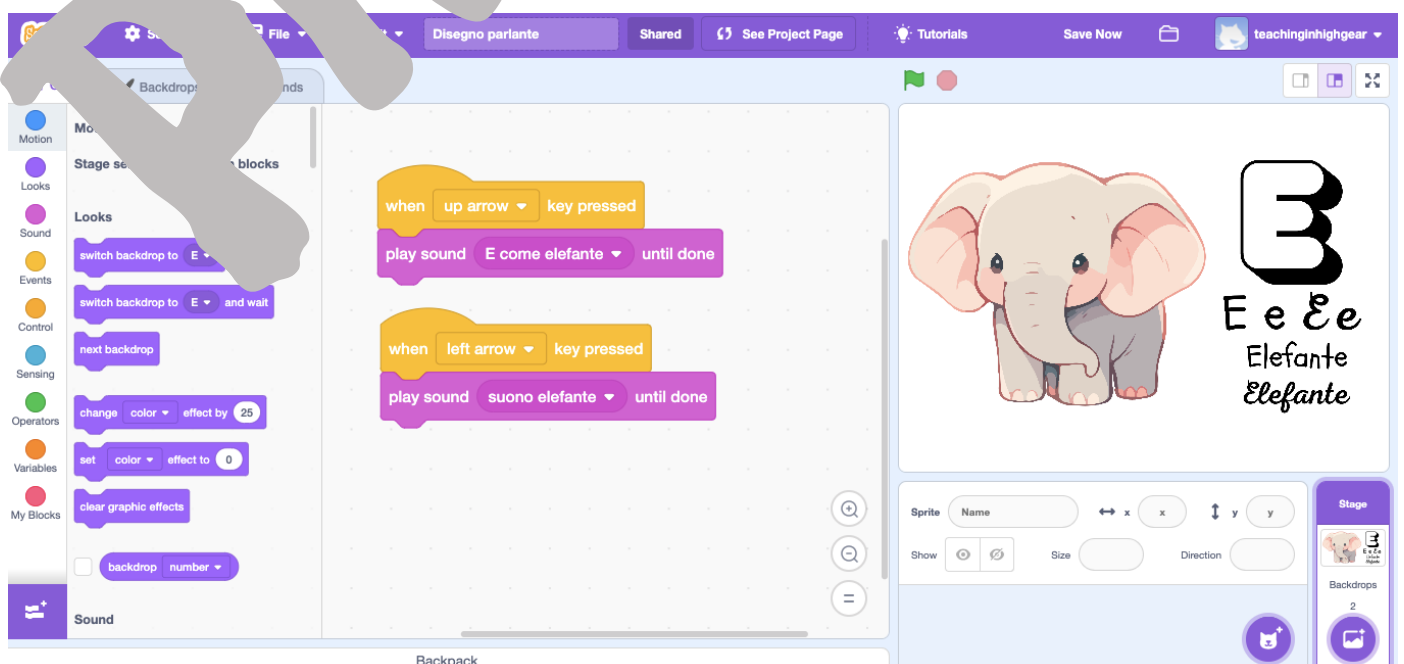 File
Disegno parlante
Shared
See Project Page
Tutorials
Save Now
teachinginhighgear
Backdrops
Motion
Looks
Sound
Events
Control
Sensing
Operators
Variables
My Blocks
Stage
blocks
Looks
switch backdrop to E
switch backdrop to E and wait
next backdrop
change color effect by 25
set color effect to 0
clear graphic effects
backdrop number
Sound
when up arrow key pressed
play sound E come elefante until done
when left arrow key pressed
play sound suono elefante until done
=
Backpack
E
E e E e
Elefante
Elefante
Sprite Name x x y y
Show Size Direction
Stage
E
E e E e
Elefante
Elefante
Backdrops
2